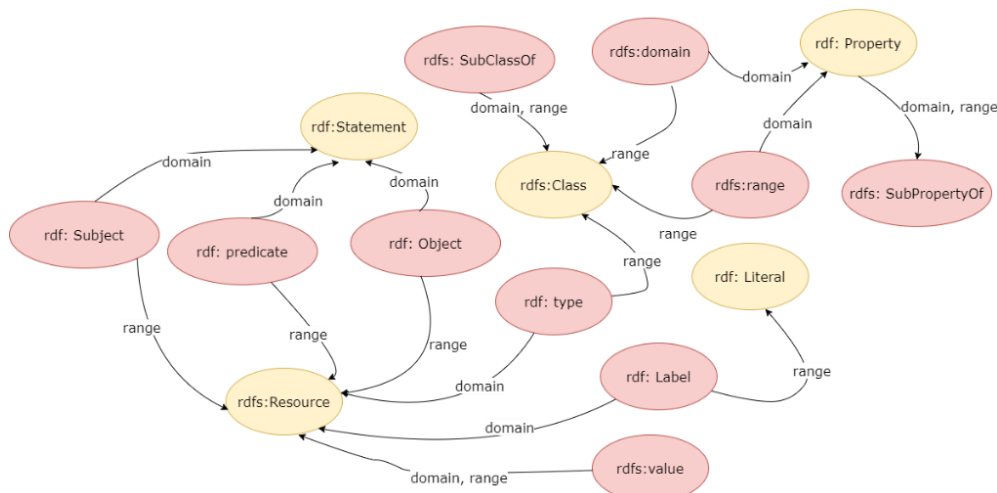 rdf: Property
rdfs: SubClassOf
rdfs:domain
domain
domain, range
domain, range
rdf:Statement
domain
domain
range
domain
domain
rdfs:Class
rdfs:range
rdfs: SubPropertyOf
domain
rdf: Subject
rdf: predicate
rdf: Object
range
range
rdf: Literal
rdf: type
range
range
range
range
rdf: Label
domain
rdfs:Resource
domain
rdfs:value
domain, range